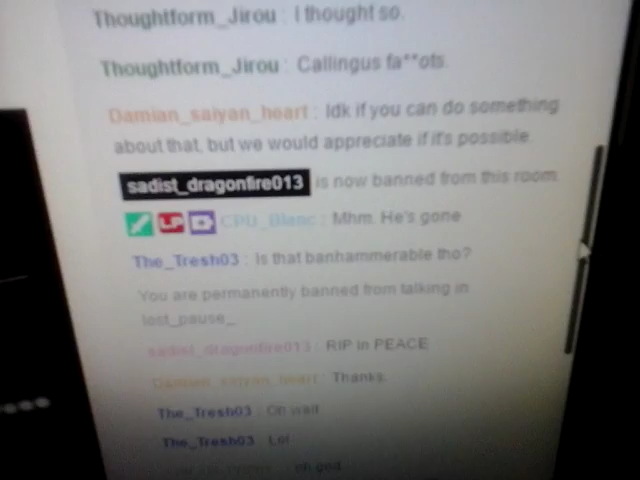 Thoughtform_Jirou : I thought so.
Thoughtform_Jirou : Callingus fa**ots.
Damian_saiyan_heart : Idk if you can do something
about that, but we would appreciate if it's possible.
sadist_dragonfire013 is now banned from this room.
LP CPU_Blanc : Mhm. He's gone
The_Tresh03 : Is that banhammerable tho?
You are permanently banned from talking in
lost_pause_
sadist_dragonfire013 : RIP in PEACE
Damian_saiyan_heart : Thanks.
The_Tresh03 : Oh wait
The_Tresh03 : Lol
oh god